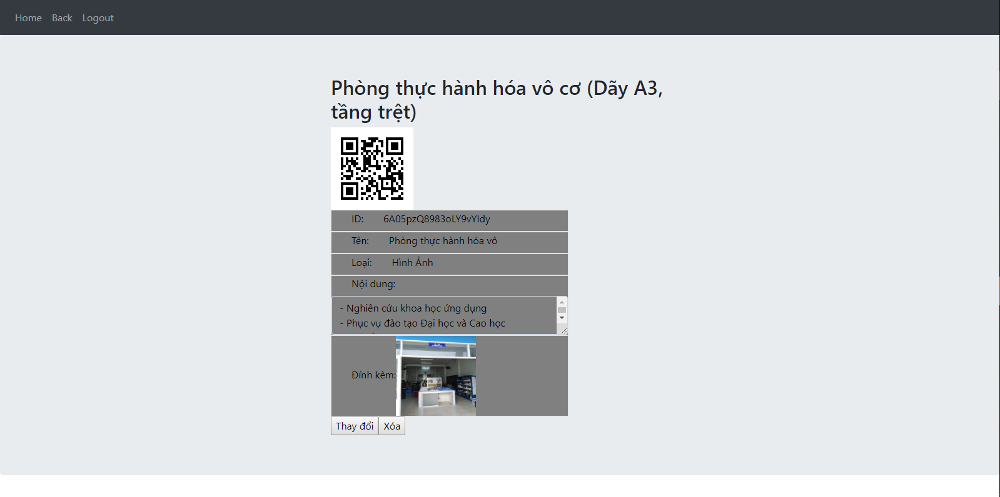 Home Back Logout
Phòng thực hành hóa vô cơ (Dãy A3,
tầng trệt)
ID: 6A05pzQ8983oLY9vYIdy
Tên: Phòng thực hành hóa vô
Loại: Hình Ảnh
Nội dung:
- Nghiên cứu khoa học ứng dụng
- Phục vụ đào tạo Đại học và Cao học
Đính kèm:
Thay đổi Xóa